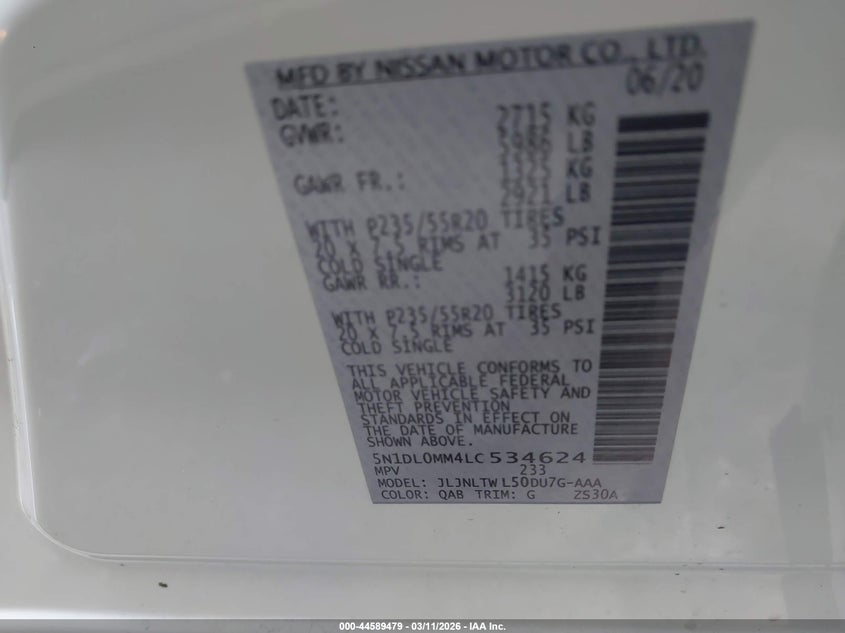 MFD BY NISSAN MOTOR CO., LTD.
DATE: 06/20
GVWR: 2715 KG
5986 LB
GAWR FR.: 1325 KG
2921 LB
WITH P235/55R20 TIRES
20 X 7.5 RIMS AT 35 PSI
COLD SINGLE
GAWR RR.: 1415 KG
3120 LB
WITH P235/55R20 TIRES
20 X 7.5 RIMS AT 35 PSI
COLD SINGLE
THIS VEHICLE CONFORMS TO
ALL APPLICABLE FEDERAL
MOTOR VEHICLE SAFETY AND
THEFT PREVENTION
STANDARDS IN EFFECT ON
THE DATE OF MANUFACTURE
SHOWN ABOVE.
5N1DL0MM4LC534624
MPV 233
MODEL: JLJNLTWL50DU7G-AAA
COLOR: QAB TRIM: G ZS30A
000-44589479 - 03/11/2026 - IAA Inc.